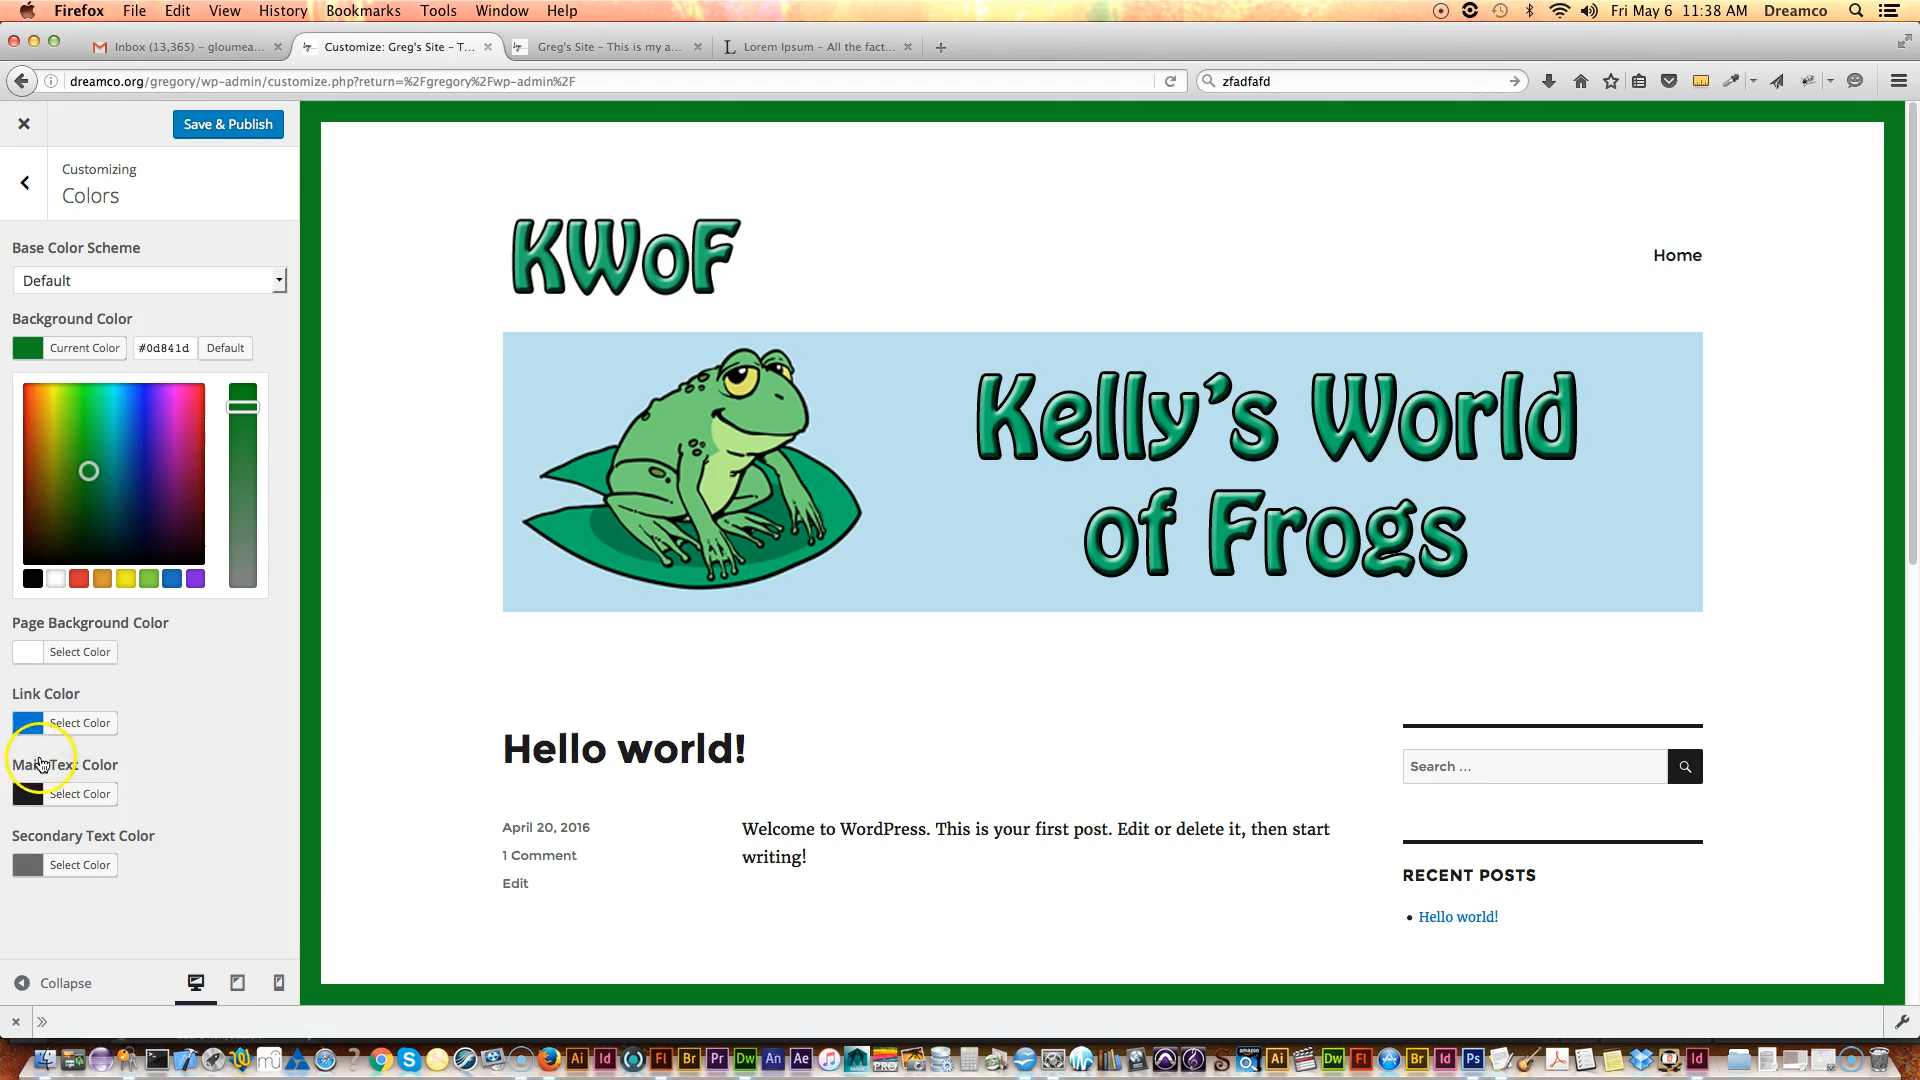 Firefox File Edit View History Bookmarks Tools Window Help Fri May 6 11:38 AM Dreamco
Inbox (13,365) – gloumea... Customize: Greg's Site – T... Greg's Site – This is my a... Lorem Ipsum – All the fact...
dreamco.org/gregory/wp-admin/customize.php?return=%2Fgregory%2Fwp-admin%2F zfadfafd
Save & Publish
Customizing
Colors
Base Color Scheme
Default
Background Color
Current Color #0d841d Default
Page Background Color
Select Color
Link Color
Select Color
Main Text Color
Select Color
Secondary Text Color
Select Color
Collapse
KWoF
Home
Kelly's World
of Frogs
Hello world!
April 20, 2016
1 Comment
Edit
Welcome to WordPress. This is your first post. Edit or delete it, then start
writing!
Search ...
RECENT POSTS
Hello world!